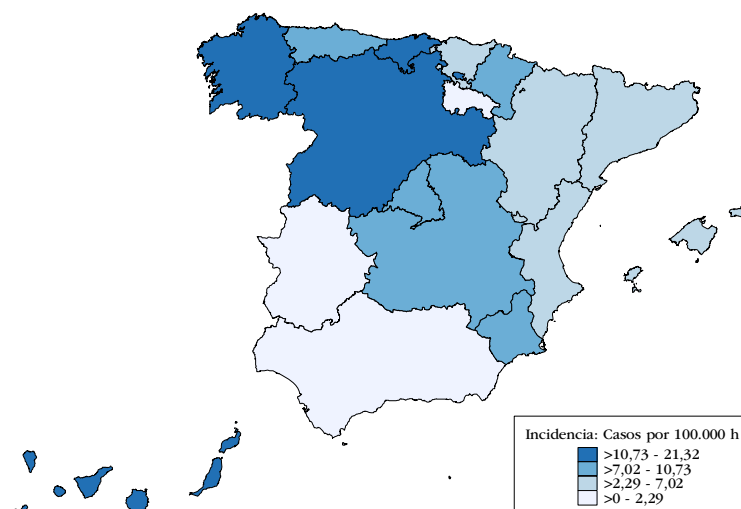 Incidencia: Casos por 100.000 h
>10,73 - 21,32
>7,02 - 10,73
>2,29 - 7,02
>0 - 2,29